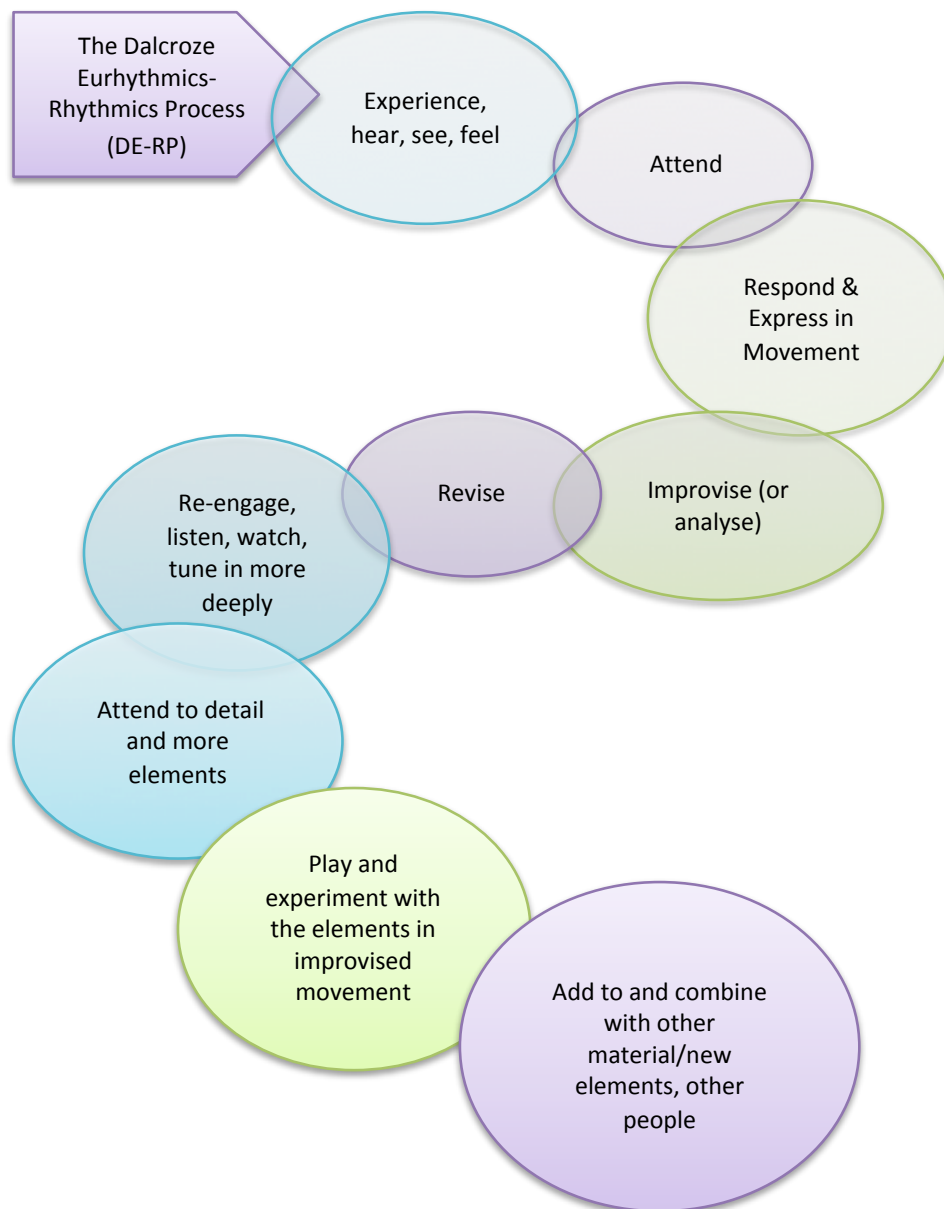 The Dalcroze
Eurhythmics-
Rhythmics Process
(DE-RP)
Experience,
hear, see, feel
Attend
Respond &
Express in
Movement
Improvise (or
analyse)
Revise
Re-engage,
listen, watch,
tune in more
deeply
Attend to detail
and more
elements
Play and
experiment with
the elements in
improvised
movement
Add to and combine
with other
material/new
elements, other
people